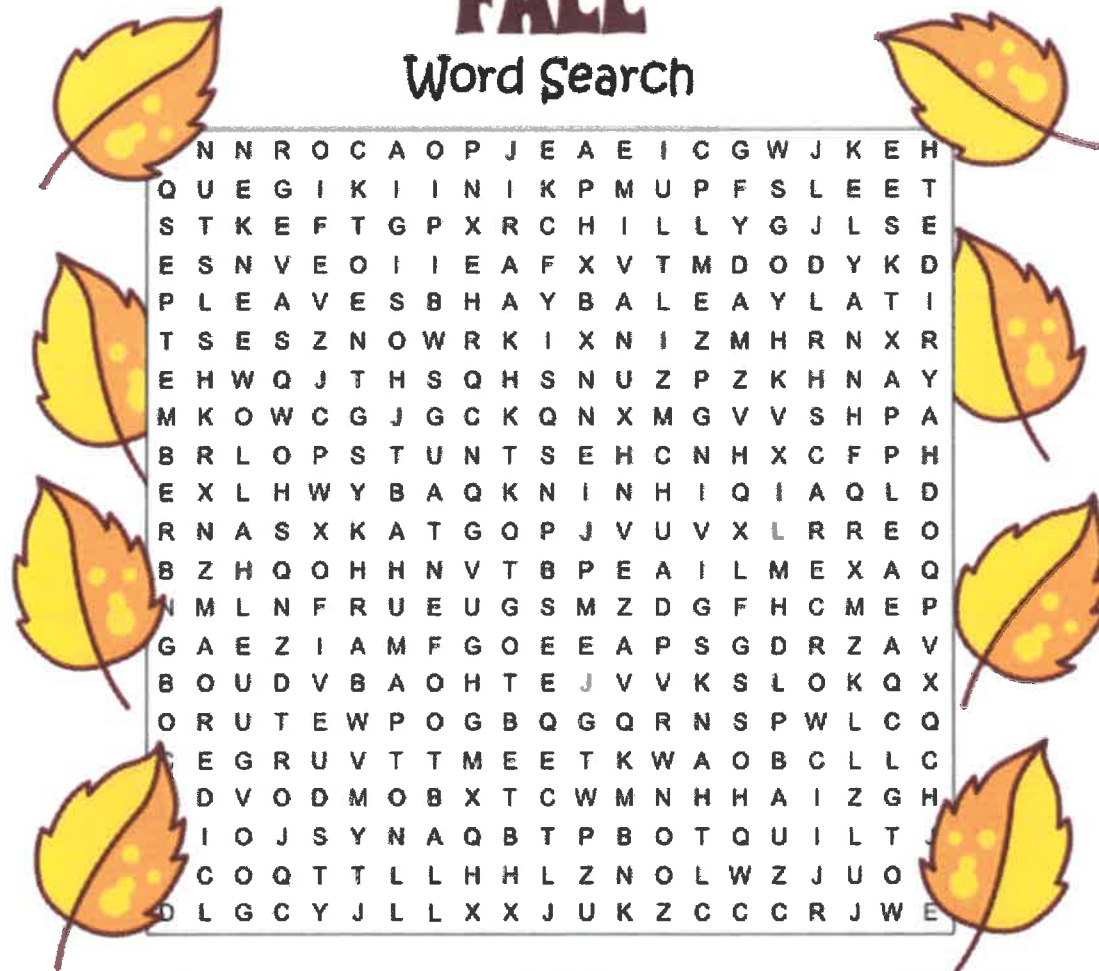 FALL
Word Search
N N R O C A O P J E A E I C G W J K E H
Q U E G I K I I N I K P M U P F S L E E T
S T K E F T G P X R C H I L L Y G J L S E
E S N V E O I I E A F X V T M D O D Y K D
P L E A V E S B H A Y B A L E A Y L A T I
T S E S Z N O W R K I X N I Z M H R N X R
E H W Q J T H S Q H S N U Z P Z K H N A Y
M K O W C G J G C K Q N X M G V V S H P A
B R L O P S T U N T S E H C N H X C F P H
E X L H W Y B A Q K N I N H I Q I A Q L D
R N A S X K A T G O P J V U V X L R R E O
B Z H Q O H H N V T B P E A I L M E X A Q
N M L N F R U E U G S M Z D G F H C M E P
G A E Z I A M F G O E E A P S G D R Z A V
B O U D V B A O H T E J V V K S L O K Q X
O R U T E W P O G B Q G Q R N S P W L C Q
E G R U V T T M E E T K W A O B C L L C
D V O D M O B X T C W M N H H A I Z G H
I O J S Y N A Q B T P B O T Q U I L T
C O Q T T L L H H L Z N O L W Z J U O
D L G C Y J L L X X J U K Z C C C R J W E